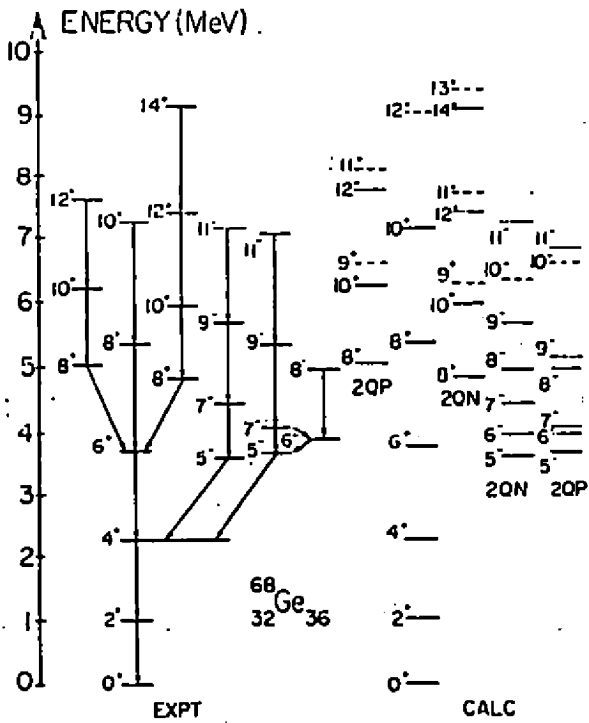 ENERGY (MeV)
10
13⁺
14⁺ 12⁺ 14⁺
9
11⁺
8
12⁺ 11⁺
12⁺
12⁺ 12⁺
10⁺ 11⁻ 10⁺
7 11⁻ 11⁻ 11⁻
9⁺ 10⁻ 10⁻
10⁺ 10⁺ 9⁺
6 10⁺ 10⁺
9⁻ 9⁻
8⁺ 9⁻ 8⁺ 9⁻
5 8⁺ 8⁻ 8⁺ 8⁻
8⁺ 2QP 8⁺ 8⁻
7⁻ 2QN 7⁻
4 7⁻ 6⁻ 7⁻ 6⁻
6⁺ 6⁻ 6⁺
5⁻ 5⁻ 5⁻ 5⁻
3 2QN 2QP
4⁺ 4⁺
2
68
32 Ge 36
1 2⁺ 2⁺
0 0⁺ 0⁺
EXPT CALC